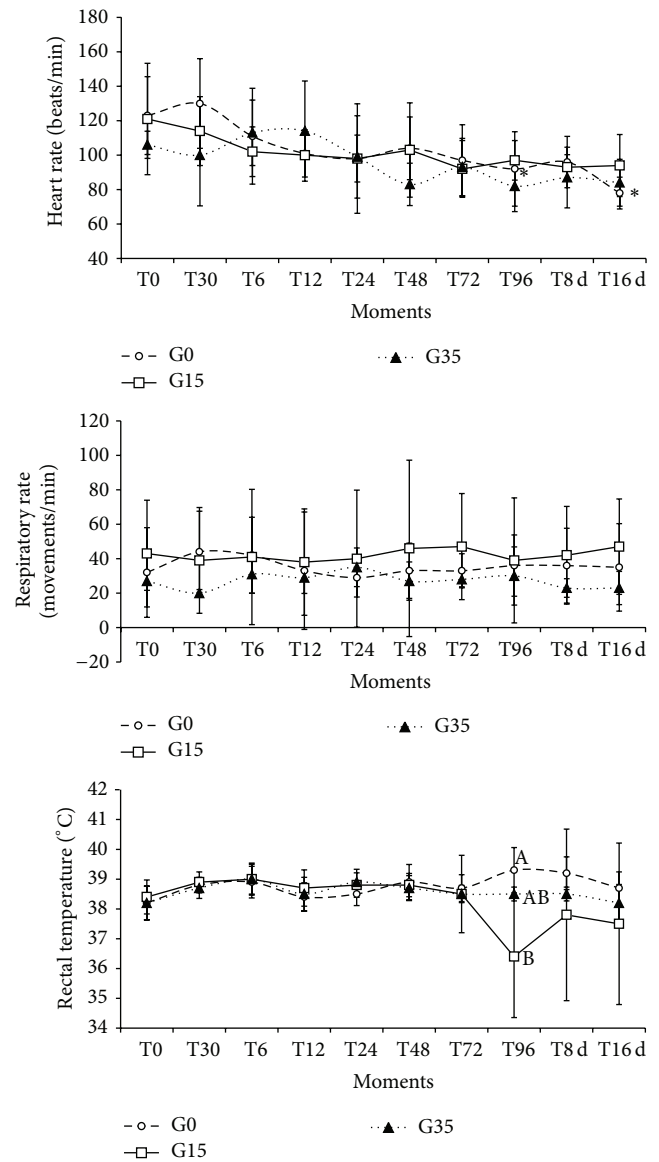 180
160
140
120
100
80
60
40
Heart rate (beats/min)
*
*
T0 T30 T6 T12 T24 T48 T72 T96 T8 d T16 d
Moments
G0
G15
G35
120
100
80
60
40
20
0
−20
Respiratory rate
(movements/min)
T0 T30 T6 T12 T24 T48 T72 T96 T8 d T16 d
Moments
G0
G15
G35
42
41
40
39
38
37
36
35
34
Rectal temperature (°C)
A
AB
B
T0 T30 T6 T12 T24 T48 T72 T96 T8 d T16 d
Moments
G0
G15
G35